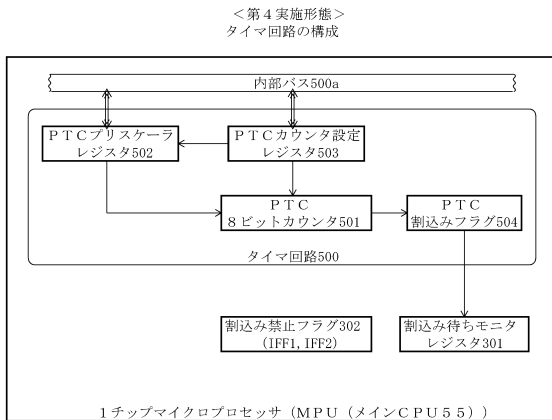 ＜第４実施形態＞
タイマ回路の構成
内部バス500a
ＰＴＣプリスケーラ
レジスタ502
ＰＴＣカウンタ設定
レジスタ503
ＰＴＣ
８ビットカウンタ501
ＰＴＣ
割込みフラグ504
タイマ回路500
割込み禁止フラグ302
(IFF1, IFF2)
割込み待ちモニタ
レジスタ301
１チップマイクロプロセッサ（ＭＰＵ（メインＣＰＵ５５））